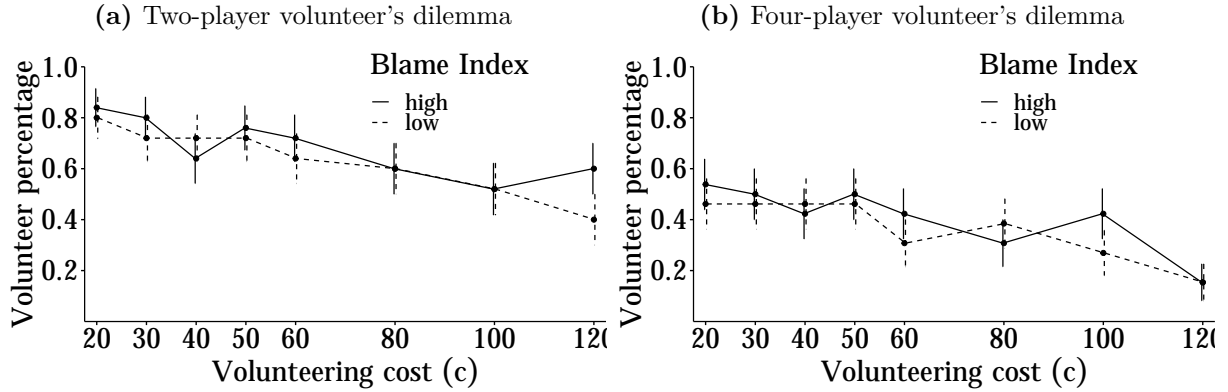 (a) Two-player volunteer's dilemma
Volunteer percentage
1.0
0.8
0.6
0.4
0.2
Blame Index
high
low
20 30 40 50 60 80 100 120
Volunteering cost (c)
(b) Four-player volunteer's dilemma
Volunteer percentage
1.0
0.8
0.6
0.4
0.2
Blame Index
high
low
20 30 40 50 60 80 100 120
Volunteering cost (c)